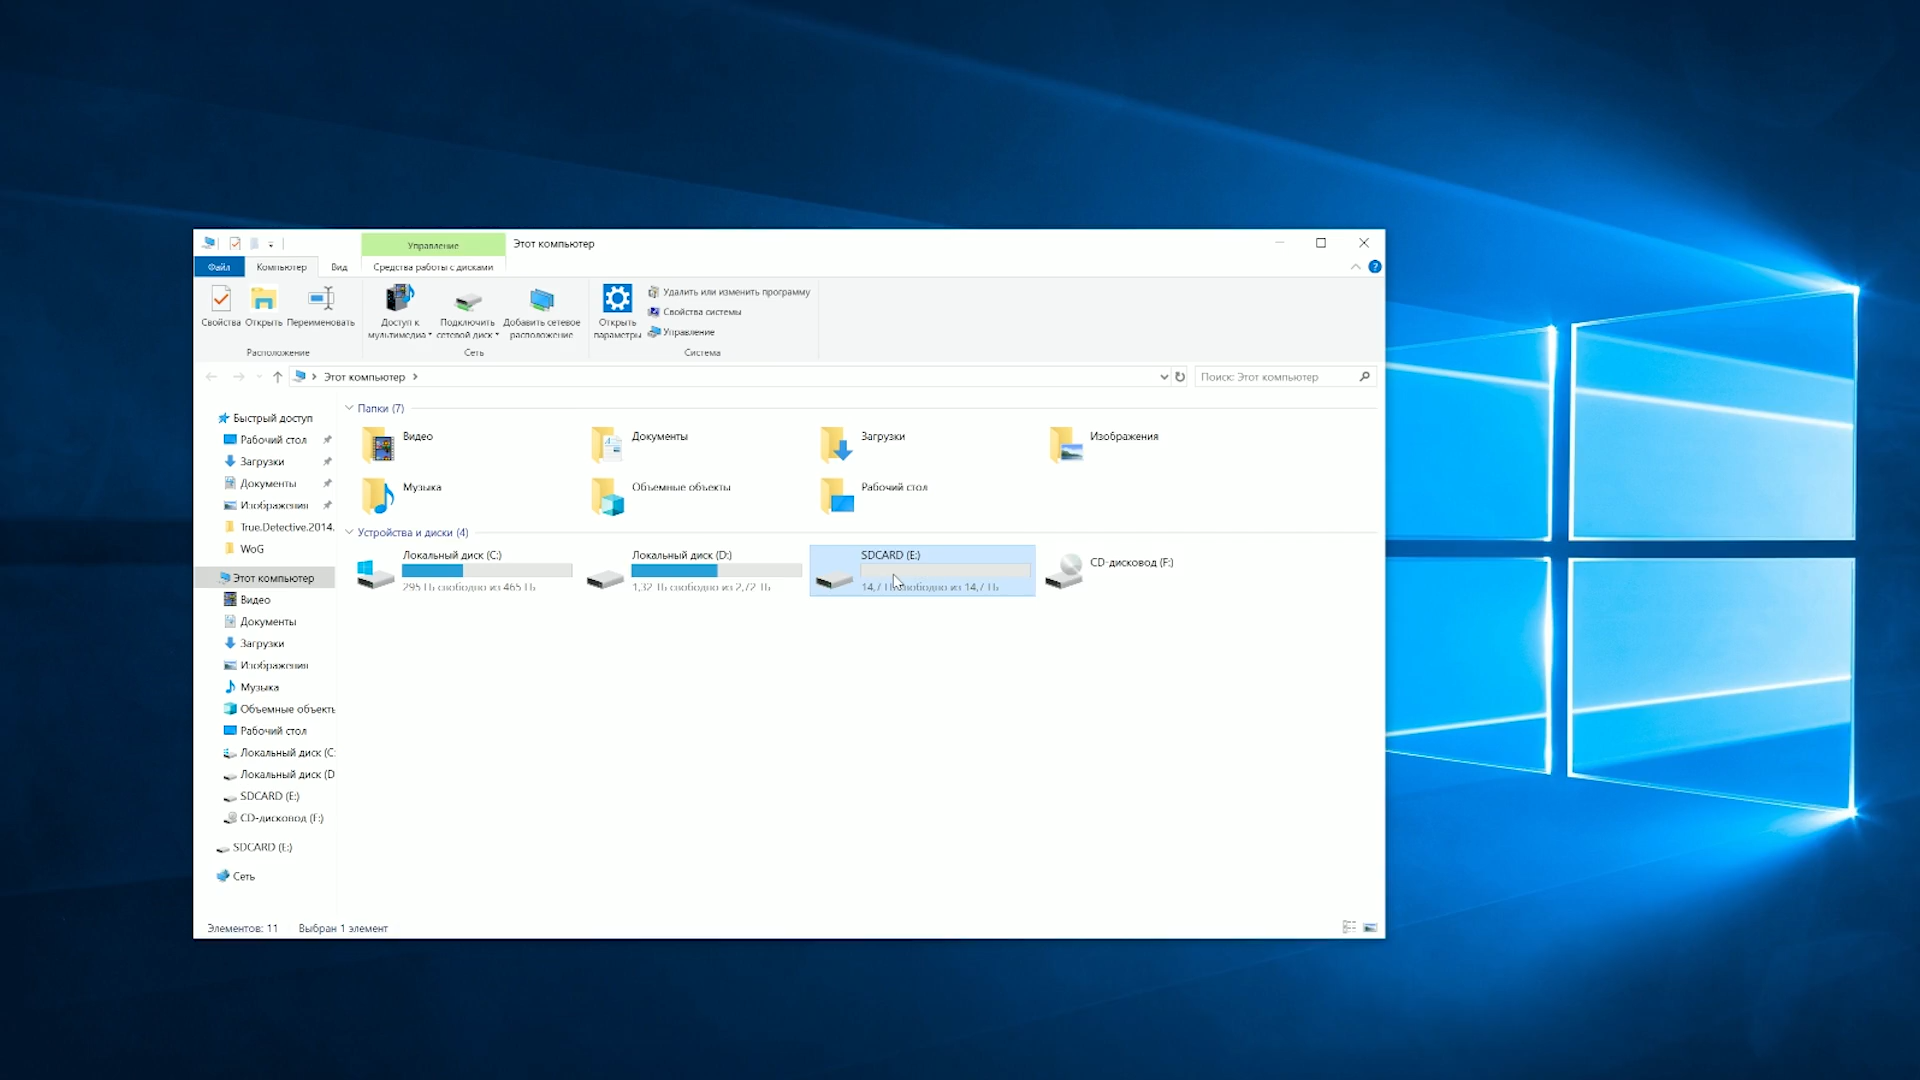 Управление
Этот компьютер
Файл
Компьютер
Вид
Средства работы с дисками
Свойства
Открыть
Переименовать
Доступ к мультимедиа
Подключить сетевой диск
Добавить сетевое расположение
Открыть параметры
Удалить или изменить программу
Свойства системы
Управление
Расположение
Сеть
Система
Этот компьютер
Поиск: Этот компьютер
Быстрый доступ
Рабочий стол
Загрузки
Документы
Изображения
True.Detective.2014.
WoG
Этот компьютер
Видео
Документы
Загрузки
Изображения
Музыка
Объемные объекты
Рабочий стол
Локальный диск (C:
Локальный диск (D
SDCARD (E:)
CD-дисковод (F:)
SDCARD (E:)
Сеть
Папки (7)
Видео
Документы
Загрузки
Изображения
Музыка
Объемные объекты
Рабочий стол
Устройства и диски (4)
Локальный диск (C:)
295 ГБ свободно из 465 ГБ
Локальный диск (D:)
1,32 ТБ свободно из 2,72 ТБ
SDCARD (E:)
14,7 ГБ свободно из 14,7 ГБ
CD-дисковод (F:)
Элементов: 11
Выбран 1 элемент